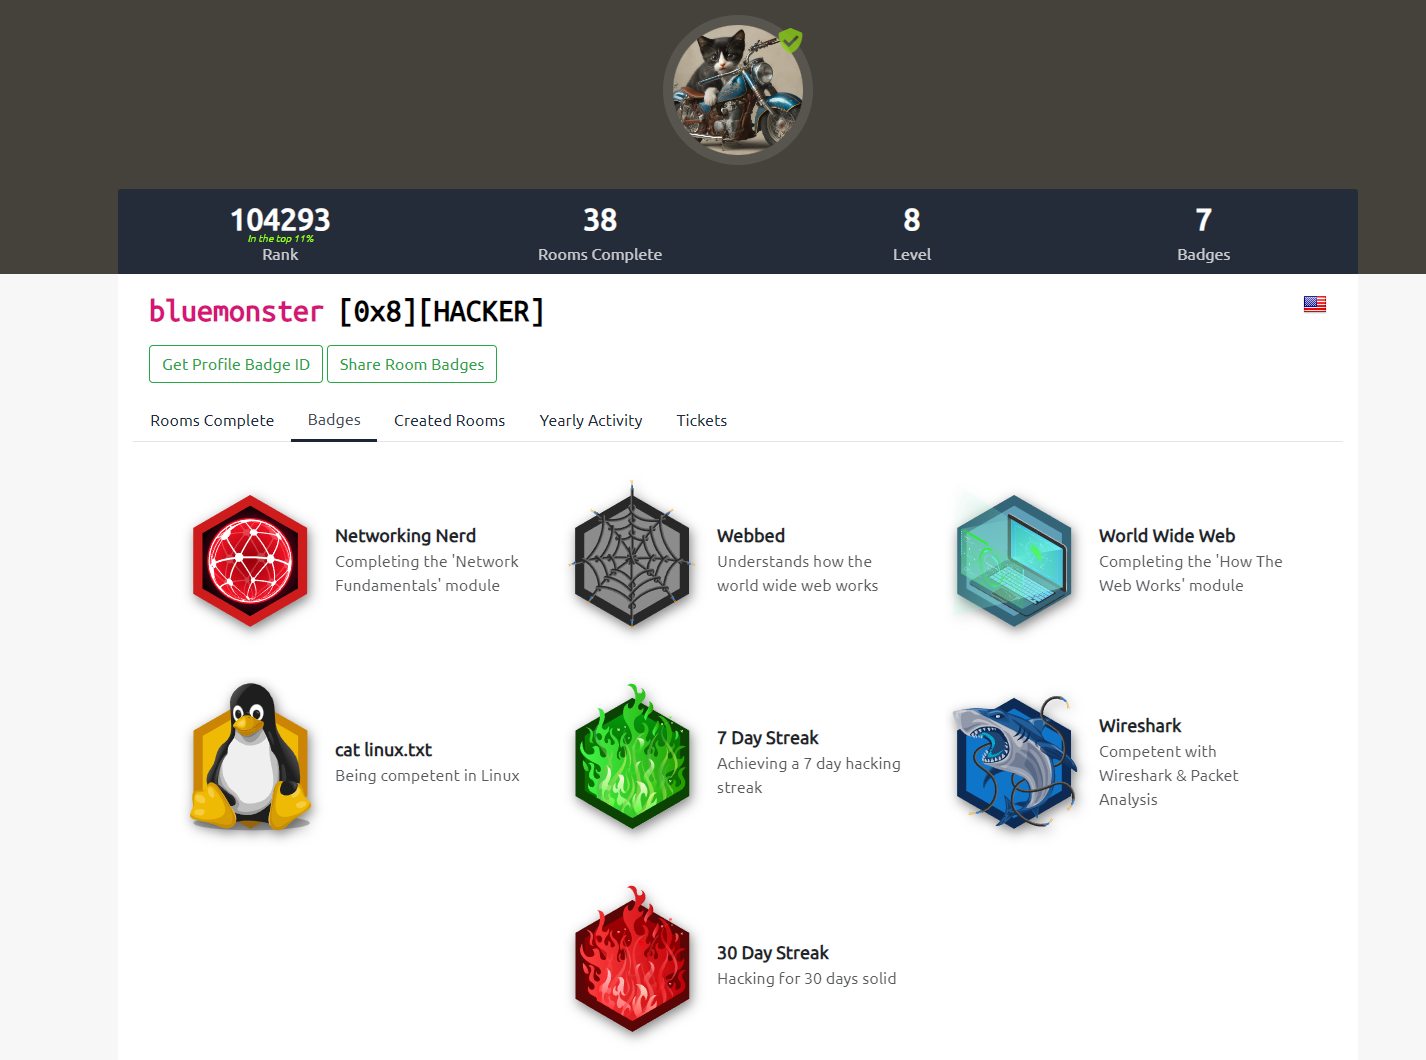 104293
In the top 11%
Rank
38
Rooms Complete
8
Level
7
Badges
bluemonster [0x8][HACKER]
Get Profile Badge ID
Share Room Badges
Rooms Complete
Badges
Created Rooms
Yearly Activity
Tickets
Networking Nerd
Completing the 'Network
Fundamentals' module
Webbed
Understands how the
world wide web works
World Wide Web
Completing the 'How The
Web Works' module
cat linux.txt
Being competent in Linux
7 Day Streak
Achieving a 7 day hacking
streak
Wireshark
Competent with
Wireshark & Packet
Analysis
30 Day Streak
Hacking for 30 days solid